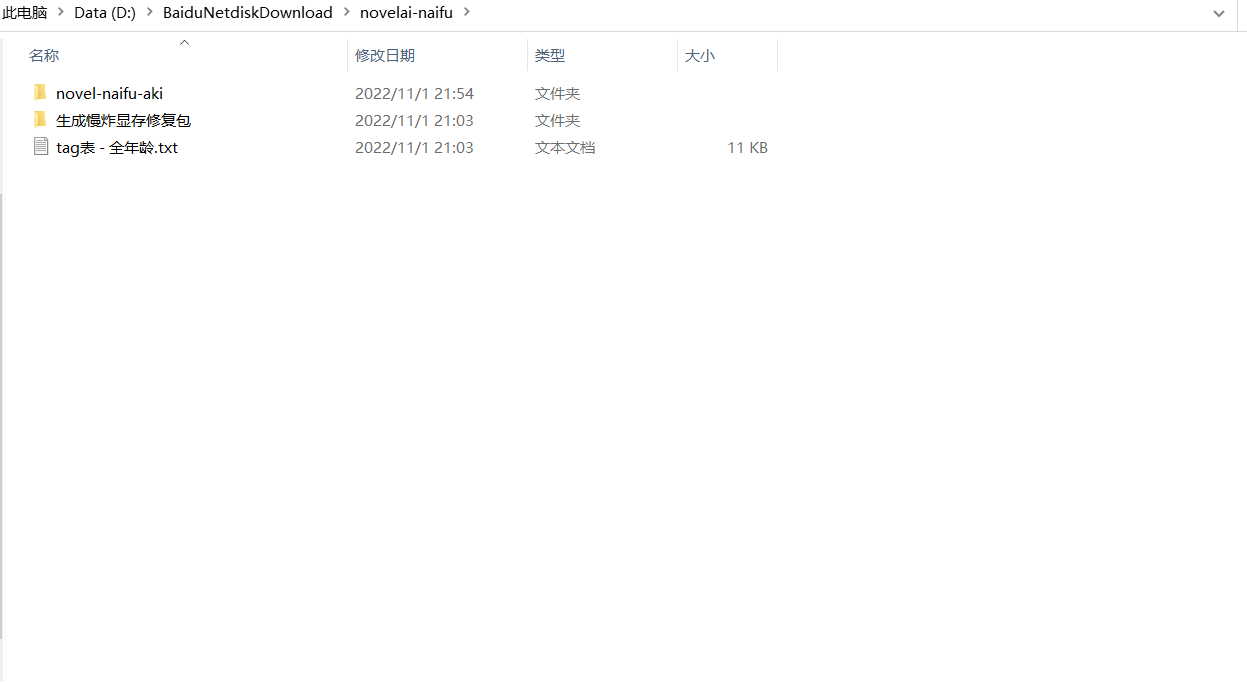 此电脑 > Data (D:) > BaiduNetdiskDownload > novelai-naifu >
名称 修改日期 类型 大小
novel-naifu-aki 2022/11/1 21:54 文件夹
生成慢炸显存修复包 2022/11/1 21:03 文件夹
tag表 - 全年龄.txt 2022/11/1 21:03 文本文档 11 KB